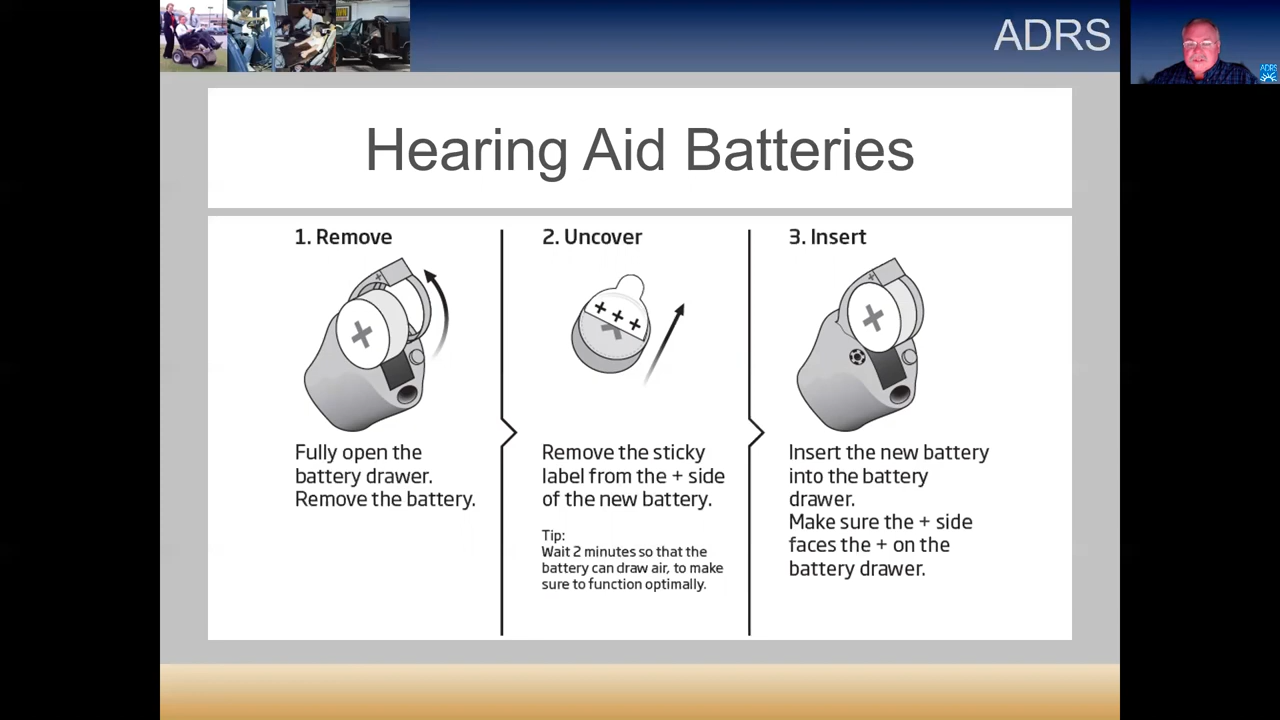 ADRS
ADRS
Hearing Aid Batteries
1. Remove
Fully open the
battery drawer.
Remove the battery.
2. Uncover
Remove the sticky
label from the + side
of the new battery.
Tip:
Wait 2 minutes so that the
battery can draw air, to make
sure to function optimally.
3. Insert
Insert the new battery
into the battery
drawer.
Make sure the + side
faces the + on the
battery drawer.